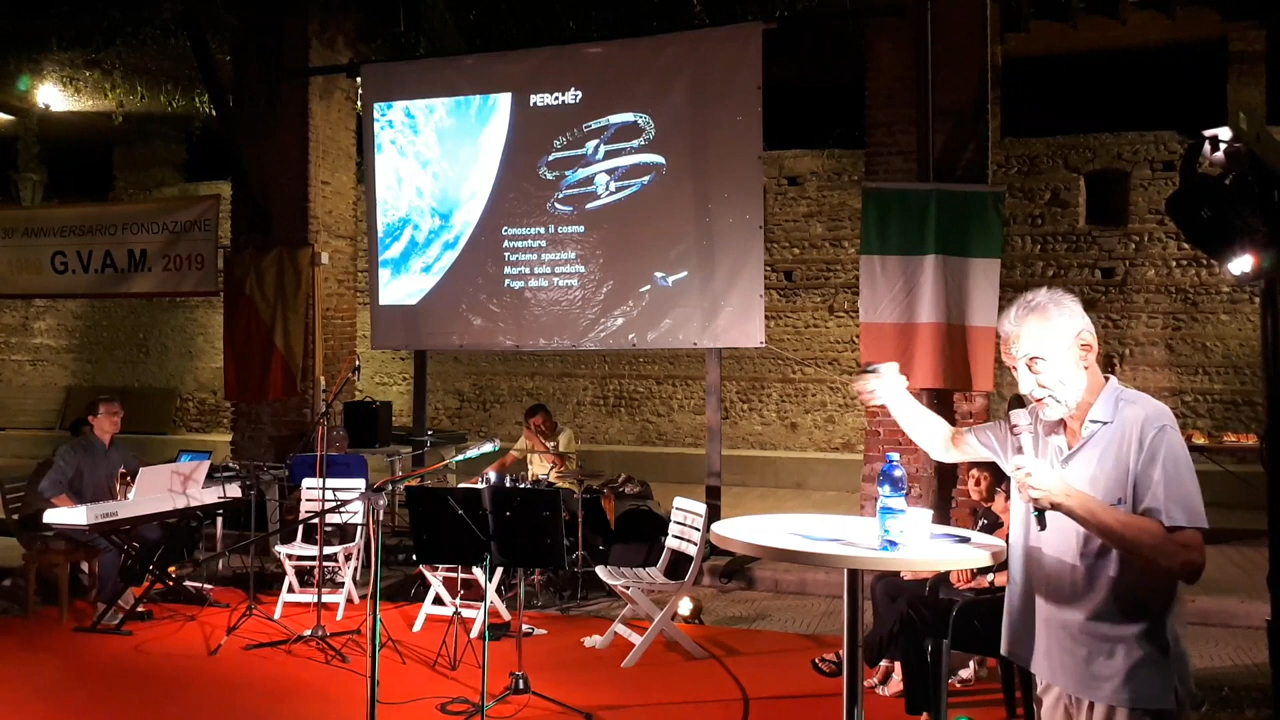 30° ANNIVERSARIO FONDAZIONE
G.V.A.M. 2019
PERCHÉ?
Conoscere il cosmo
Avventura
Turismo spaziale
Marte sola andata
Fuga dalla Terra
YAMAHA